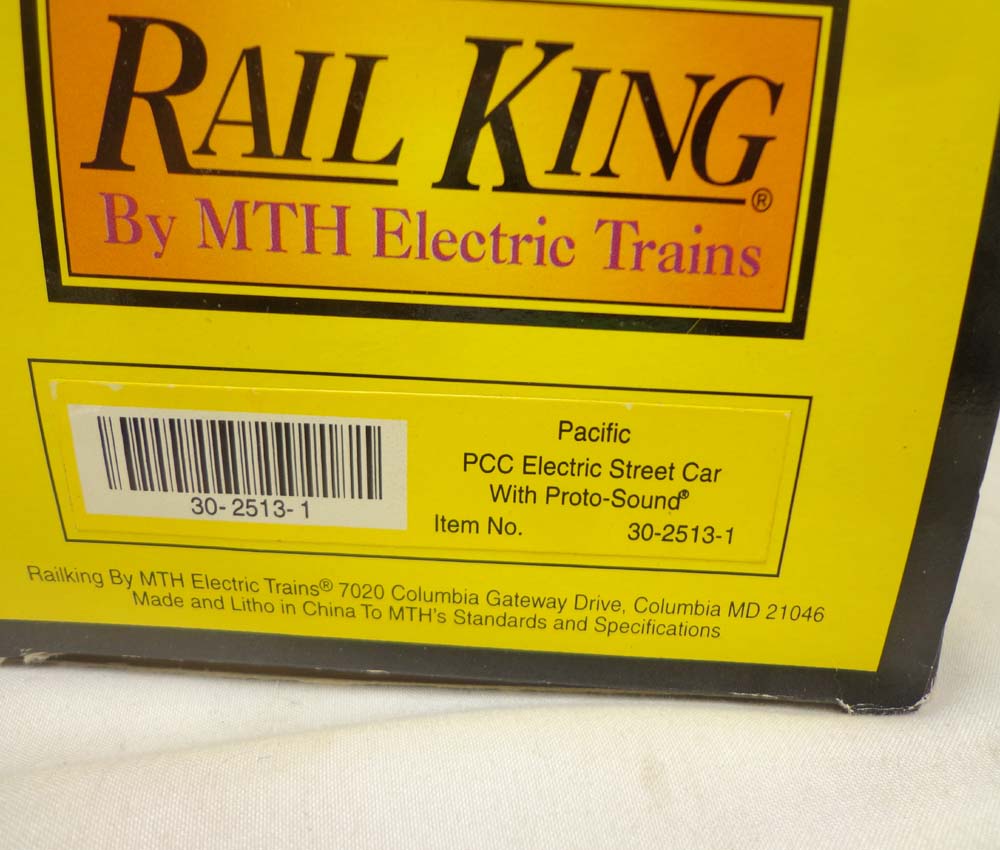 RAIL KING®
By MTH Electric Trains
30-2513-1
Pacific
PCC Electric Street Car
With Proto-Sound®
Item No. 30-2513-1
Railking By MTH Electric Trains® 7020 Columbia Gateway Drive, Columbia MD 21046
Made and Litho in China To MTH's Standards and Specifications